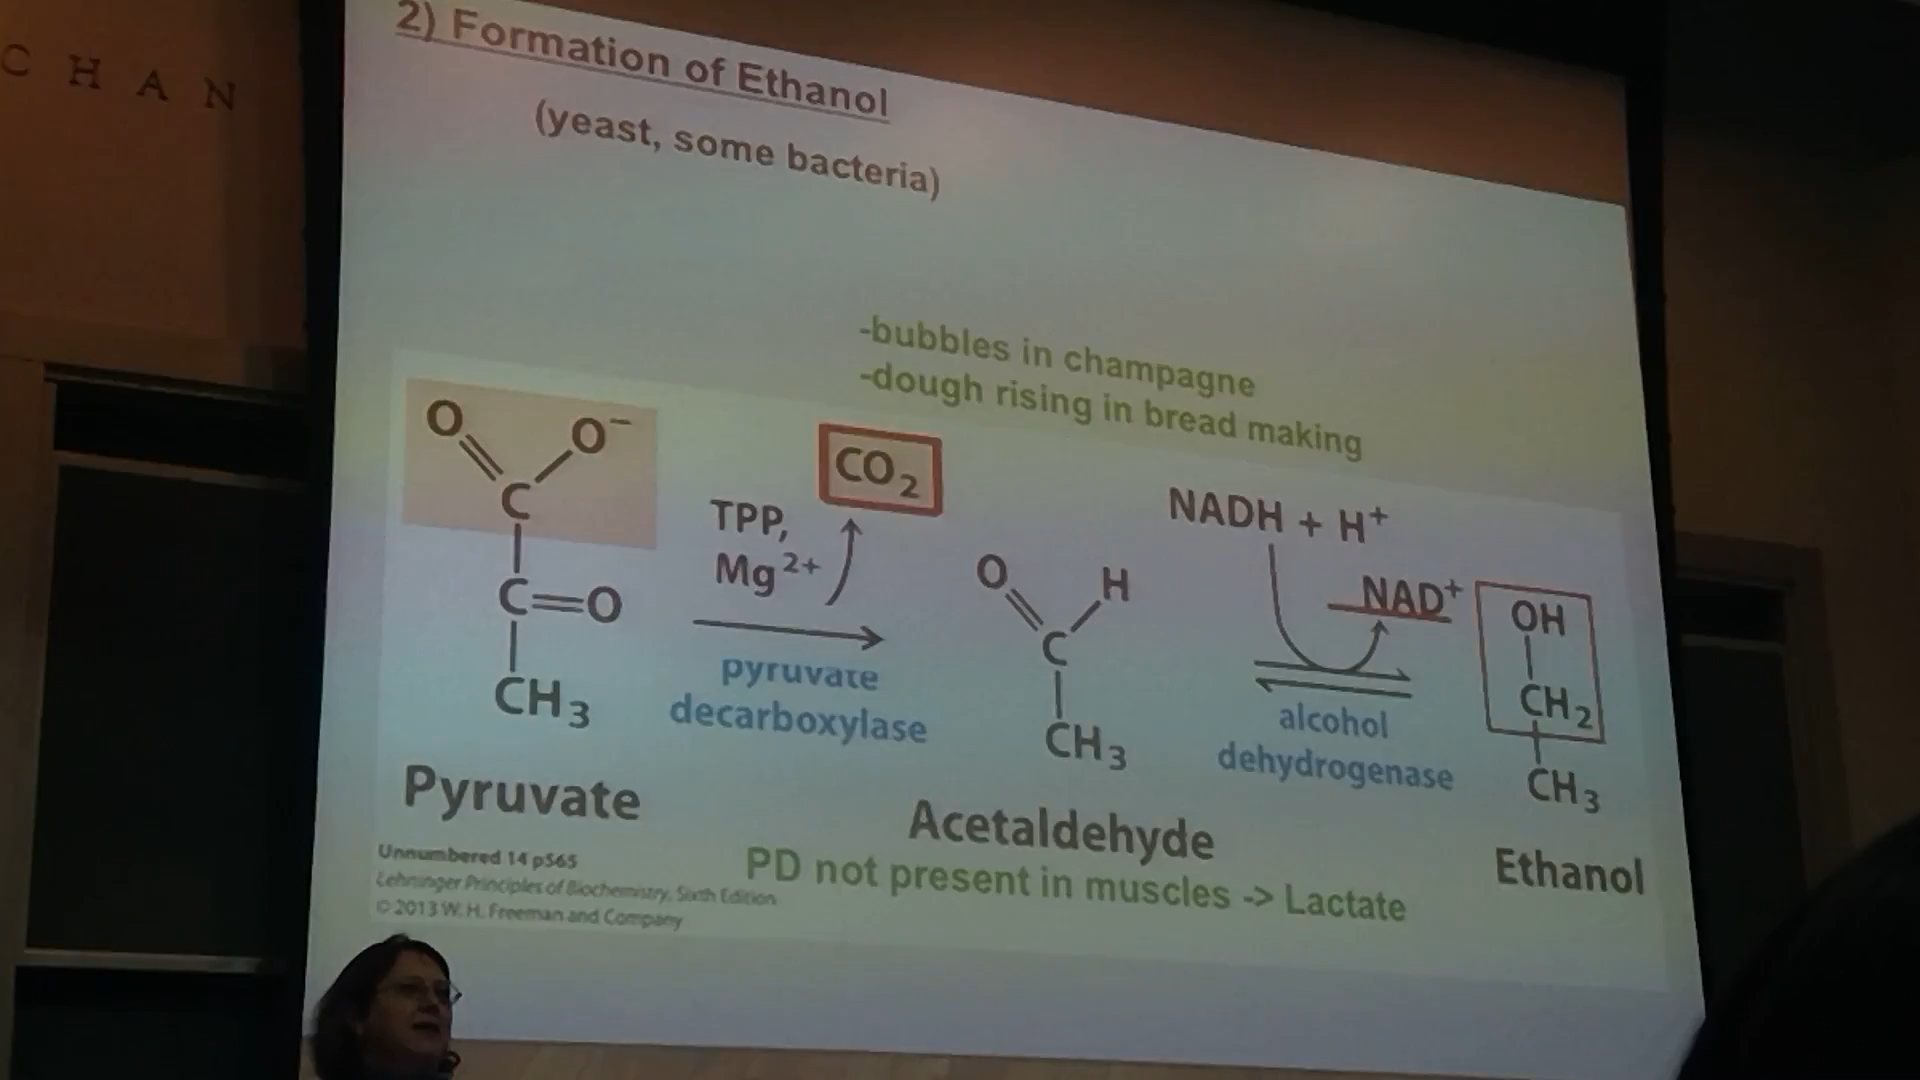 CHAN
2) Formation of Ethanol
(yeast, some bacteria)
-bubbles in champagne
-dough rising in bread making
O O⁻
C
C=O
CH₃
Pyruvate
TPP,
Mg²⁺
CO₂
pyruvate
decarboxylase
O H
C
CH₃
Acetaldehyde
NADH + H⁺
NAD⁺
alcohol
dehydrogenase
OH
CH₂
CH₃
Ethanol
PD not present in muscles -> Lactate
Unnumbered 14 p565
Lehninger Principles of Biochemistry, Sixth Edition
© 2013 W. H. Freeman and Company